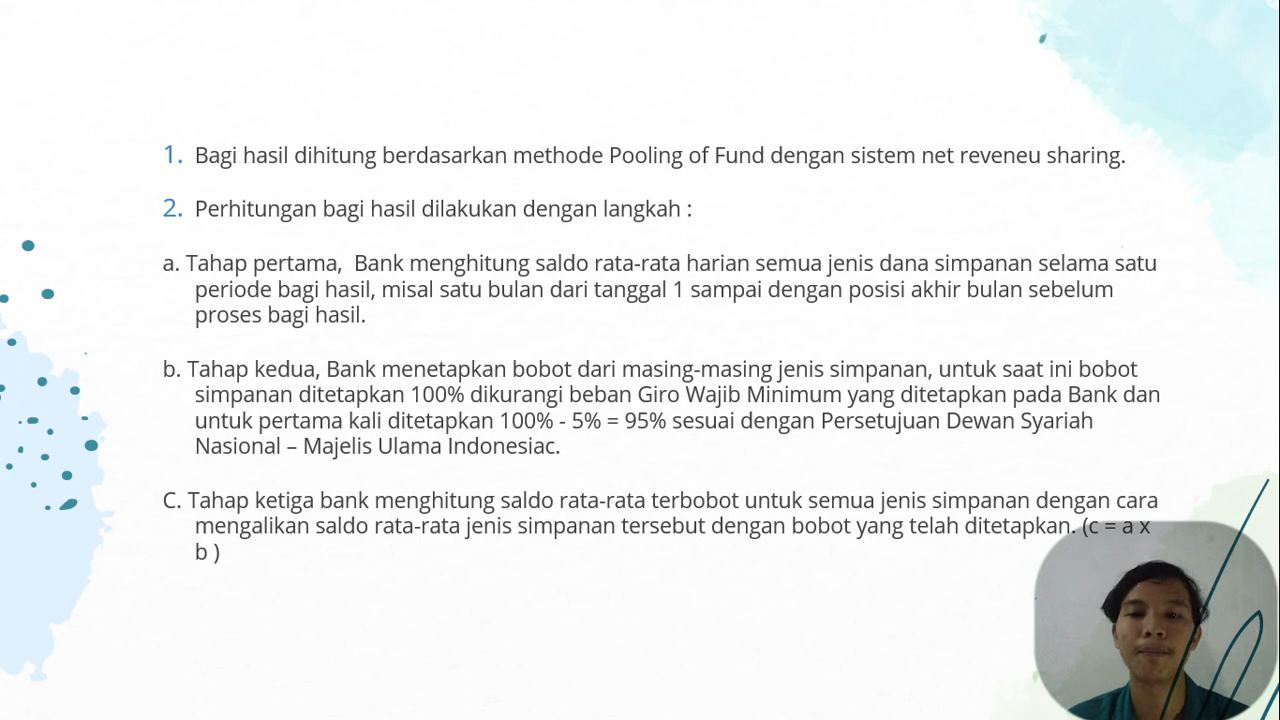 1. Bagi hasil dihitung berdasarkan methode Pooling of Fund dengan sistem net reveneu sharing.
2. Perhitungan bagi hasil dilakukan dengan langkah :
a. Tahap pertama,  Bank menghitung saldo rata-rata harian semua jenis dana simpanan selama satu
periode bagi hasil, misal satu bulan dari tanggal 1 sampai dengan posisi akhir bulan sebelum
proses bagi hasil.
b. Tahap kedua, Bank menetapkan bobot dari masing-masing jenis simpanan, untuk saat ini bobot
simpanan ditetapkan 100% dikurangi beban Giro Wajib Minimum yang ditetapkan pada Bank dan
untuk pertama kali ditetapkan 100% - 5% = 95% sesuai dengan Persetujuan Dewan Syariah
Nasional – Majelis Ulama Indonesiac.
C. Tahap ketiga bank menghitung saldo rata-rata terbobot untuk semua jenis simpanan dengan cara
mengalikan saldo rata-rata jenis simpanan tersebut dengan bobot yang telah ditetapkan. (c = a x
b )